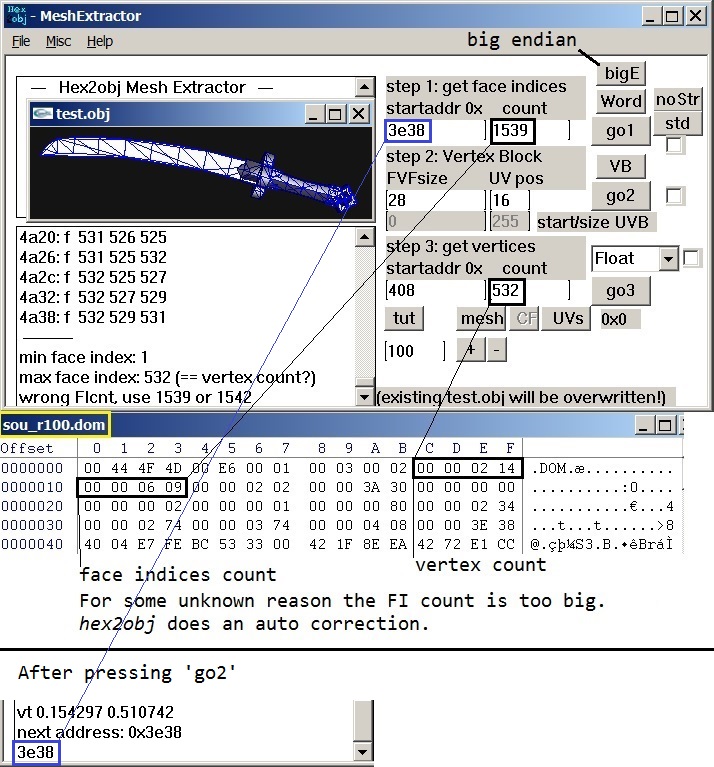 Hex obj - MeshExtractor
File Misc Help
big endian
— Hex2obj Mesh Extractor —
test.obj
4a20: f 531 526 525
4a26: f 531 525 532
4a2c: f 532 525 527
4a32: f 532 527 529
4a38: f 532 529 531
min face index: 1
max face index: 532 (== vertex count?)
wrong FIcnt, use 1539 or 1542
step 1: get face indices
startaddr 0x count
3e38 1539
bigE
Word
noStr
go1
std
step 2: Vertex Block
FVFsize UV pos
28 16
0 255 start/size UVB
VB
go2
step 3: get vertices
startaddr 0x count
408 532
Float
go3
tut mesh CF UVs 0x0
100 + -
(existing test.obj will be overwritten!)
sou_r100.dom
Offset 0 1 2 3 4 5 6 7 8 9 A B C D E F
0000000 00 44 4F 4D 00 E6 00 01 00 03 00 02 00 00 02 14 .DOM.æ..........
0000010 00 00 06 09 00 00 02 02 00 00 3A 30 00 00 00 00 ..........:0....
0000020 00 00 00 02 00 00 00 01 00 00 00 80 00 00 02 34 ...........€...4
0000030 00 00 02 74 00 00 03 74 00 00 04 08 00 00 3E 38 ...t...t......>8
0000040 40 04 E7 FE BC 53 33 00 42 1F 8E EA 42 72 E1 CC @.çþ¼S3.B.•êBráÌ
face indices count
vertex count
For some unknown reason the FI count is too big.
hex2obj does an auto correction.
After pressing 'go2'
vt 0.154297 0.510742
next address: 0x3e38
3e38